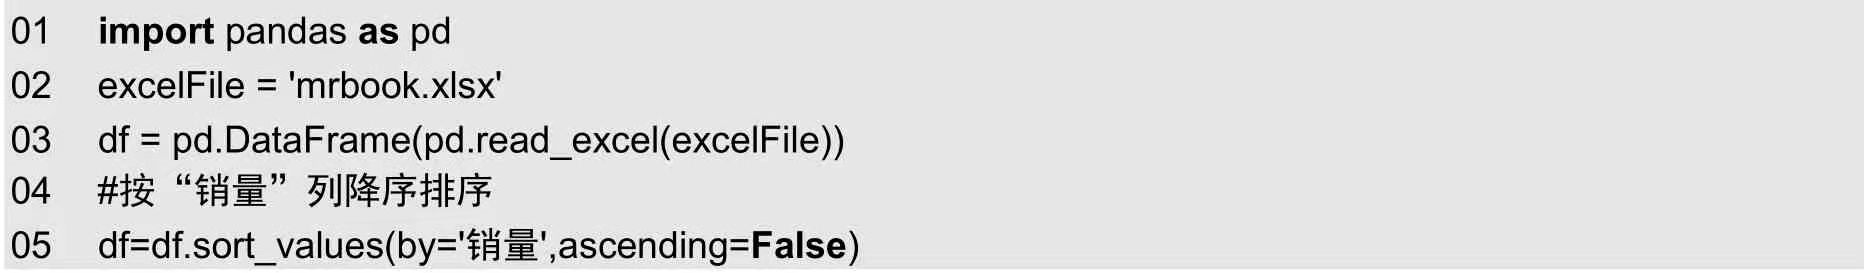 01 import pandas as pd
02 excelFile = 'mrbook.xlsx'
03 df = pd.DataFrame(pd.read_excel(excelFile))
04 #按“销量”列降序排序
05 df=df.sort_values(by='销量',ascending=False)